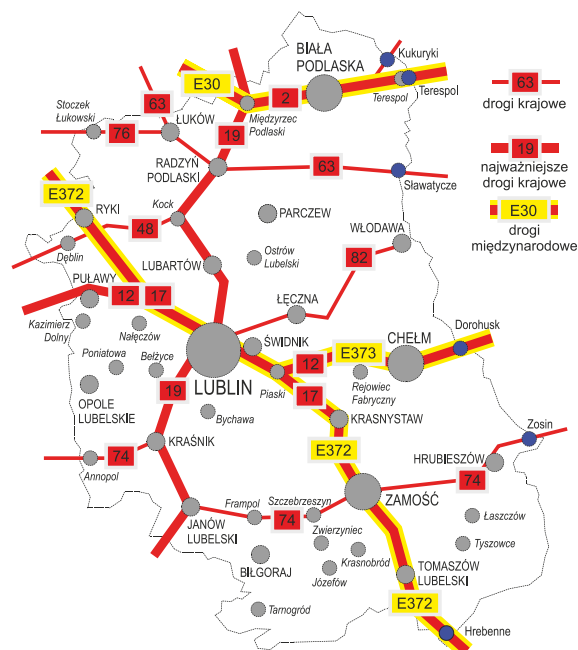 BIAŁA
PODLASKA
Kukuryki
E30
2
Terespol
Terespol
Międzyrzec
Podlaski
63
Stoczek
Łukowski
76
ŁUKÓW
19
RADZYŃ
PODLASKI
63
Sławatycze
E372
RYKI
Kock
48
PARCZEW
WŁODAWA
Dęblin
Ostrów
Lubelski
82
LUBARTÓW
PUŁAWY
12
17
ŁĘCZNA
Kazimierz
Dolny
Nałęczów
ŚWIDNIK
CHEŁM
Dorohusk
12
E373
Poniatowa
Bełżyce
LUBLIN
Piaski
Rejowiec
Fabryczny
OPOLE
LUBELSKIE
19
17
Bychawa
KRASNYSTAW
KRAŚNIK
E372
Zosin
HRUBIESZÓW
74
Annopol
74
ZAMOŚĆ
JANÓW
LUBELSKI
Frampol
74
Szczebrzeszyn
Łaszczów
Zwierzyniec
Tyszowce
Krasnobród
BIŁGORAJ
Józefów
TOMASZÓW
LUBELSKI
Tarnogród
E372
Hrebenne
63
drogi krajowe
19
najważniejsze
drogi krajowe
E30
drogi
międzynarodowe